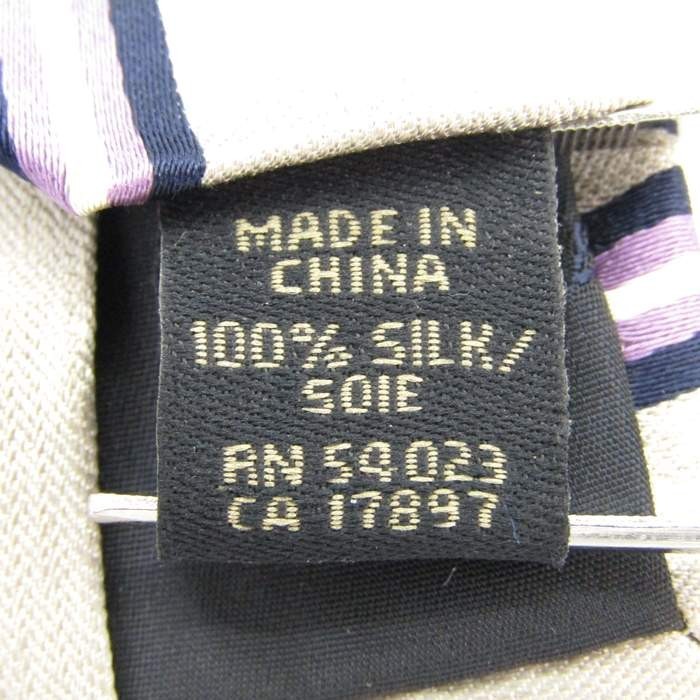 MADE IN
CHINA
100% SILK/
SOIE
RN 54023
CA 17897